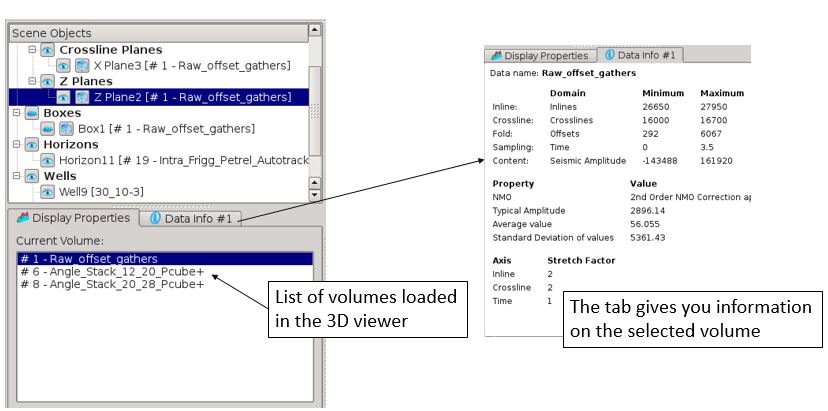 Scene Objects
Crossline Planes
X Plane3 [# 1 - Raw_offset_gathers]
Z Planes
Z Plane2 [# 1 - Raw_offset_gathers]
Boxes
Box1 [# 1 - Raw_offset_gathers]
Horizons
Horizon11 [# 19 - Intra_Frigg_Petrel_Autotrack
Wells
Well9 [30_10-3]
Display Properties Data Info #1
Current Volume:
# 1 - Raw_offset_gathers
# 6 - Angle_Stack_12_20_Pcube+
# 8 - Angle_Stack_20_28_Pcube+
List of volumes loaded
in the 3D viewer
Display Properties Data Info #1
Data name: Raw_offset_gathers
Domain Minimum Maximum
Inline: Inlines 26650 27950
Crossline: Crosslines 16000 16700
Fold: Offsets 292 6067
Sampling: Time 0 3.5
Content: Seismic Amplitude -143488 161920
Property Value
NMO 2nd Order NMO Correction ap
Typical Amplitude 2896.14
Average value 56.055
Standard Deviation of values 5361.43
Axis Stretch Factor
Inline 2
Crossline 2
Time 1
The tab gives you information
on the selected volume